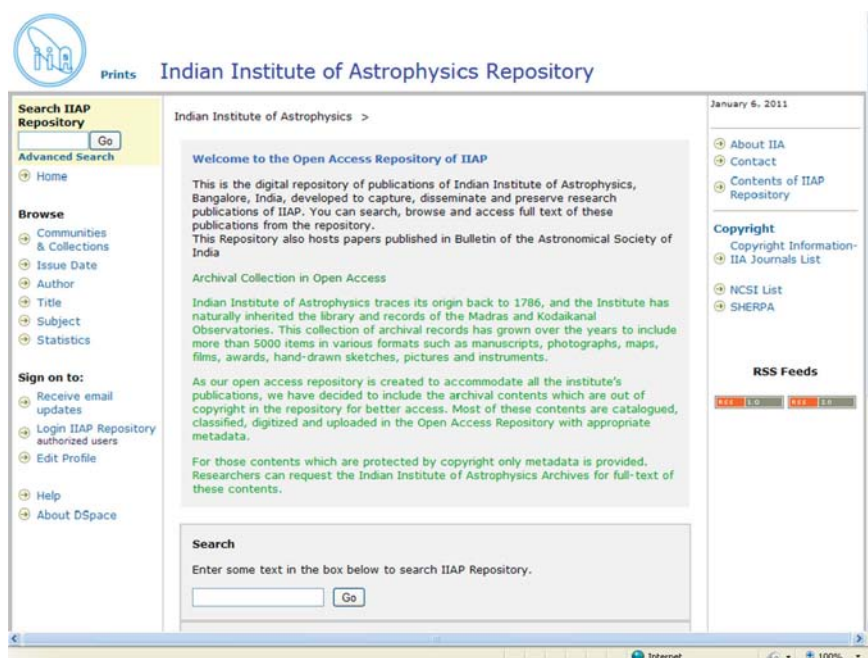 iiA
Prints
Indian Institute of Astrophysics Repository
Search IIAP
Repository
Go
Advanced Search
Home
Browse
Communities
& Collections
Issue Date
Author
Title
Subject
Statistics
Sign on to:
Receive email
updates
Login IIAP Repository
authorized users
Edit Profile
Help
About DSpace
Indian Institute of Astrophysics >
Welcome to the Open Access Repository of IIAP
This is the digital repository of publications of Indian Institute of Astrophysics,
Bangalore, India, developed to capture, disseminate and preserve research
publications of IIAP. You can search, browse and access full text of these
publications from the repository.
This Repository also hosts papers published in Bulletin of the Astronomical Society of
India
Archival Collection in Open Access
Indian Institute of Astrophysics traces its origin back to 1786, and the Institute has
naturally inherited the library and records of the Madras and Kodaikanal
Observatories. This collection of archival records has grown over the years to include
more than 5000 items in various formats such as manuscripts, photographs, maps,
films, awards, hand-drawn sketches, pictures and instruments.
As our open access repository is created to accommodate all the institute's
publications, we have decided to include the archival contents which are out of
copyright in the repository for better access. Most of these contents are catalogued,
classified, digitized and uploaded in the Open Access Repository with appropriate
metadata.
For those contents which are protected by copyright only metadata is provided.
Researchers can request the Indian Institute of Astrophysics Archives for full-text of
these contents.
Search
Enter some text in the box below to search IIAP Repository.
Go
January 6, 2011
About IIA
Contact
Contents of IIAP
Repository
Copyright
Copyright Information-
IIA Journals List
NCSI List
SHERPA
RSS Feeds
RSS 1.0
RSS 2.0
Internet
100%